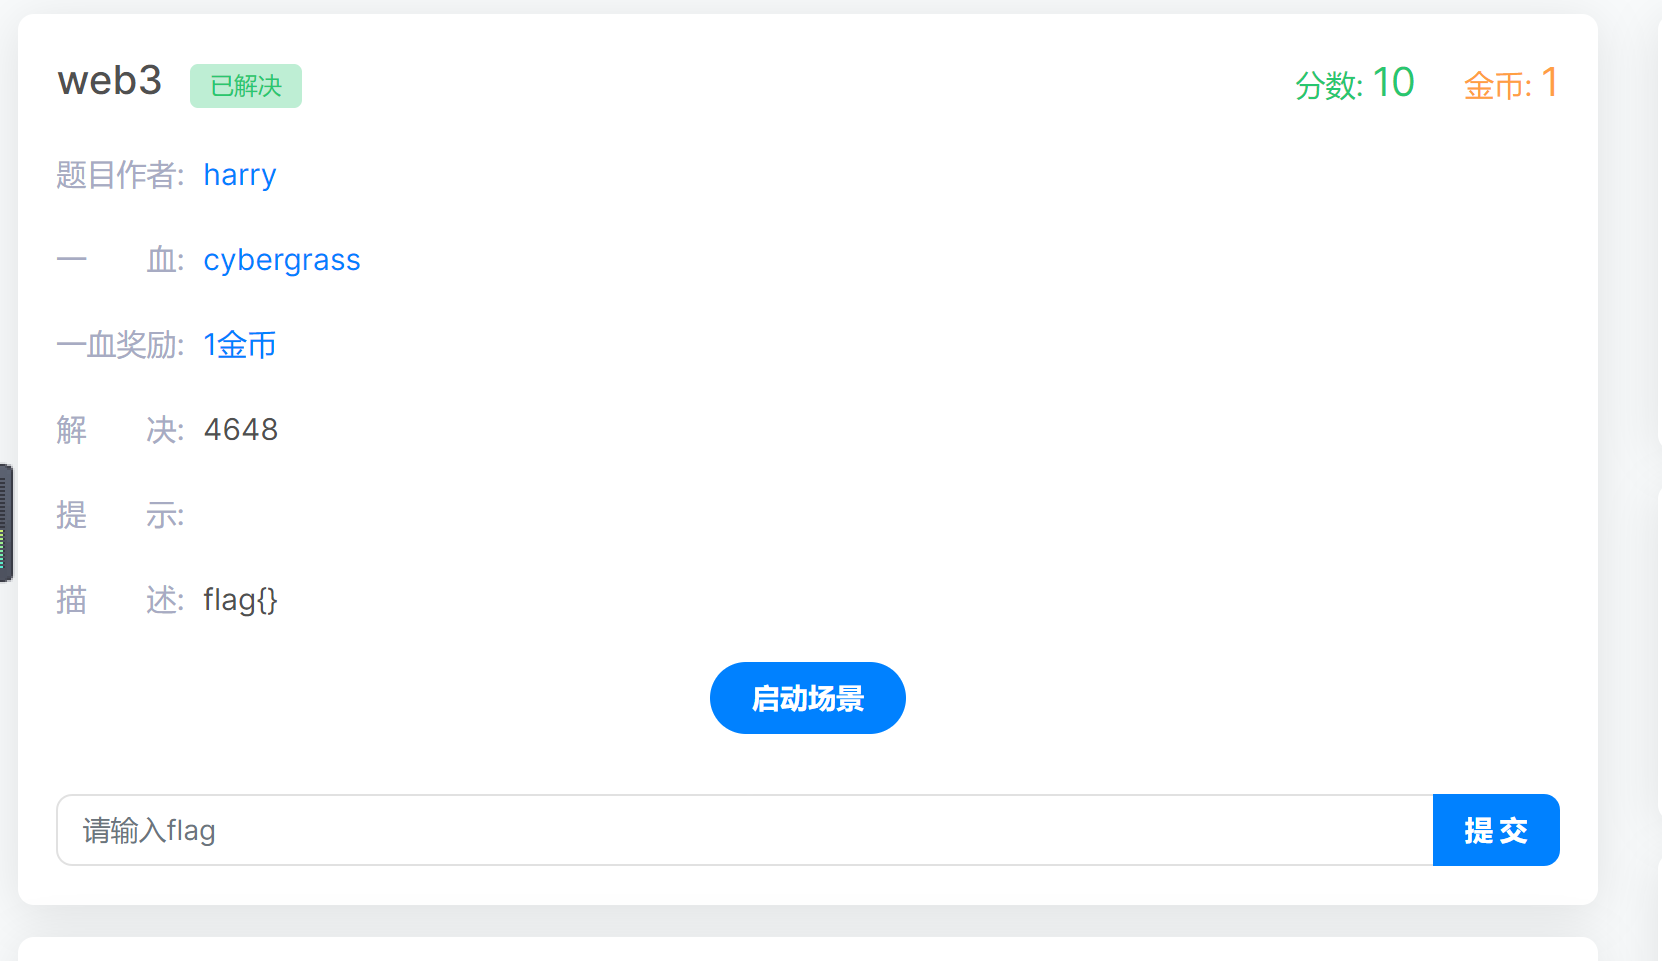 web3 已解决 分数: 10 金币: 1
题目作者: harry
一 血: cybergrass
一血奖励: 1金币
解 决: 4648
提 示:
描 述: flag{}
启动场景
请输入flag 提 交